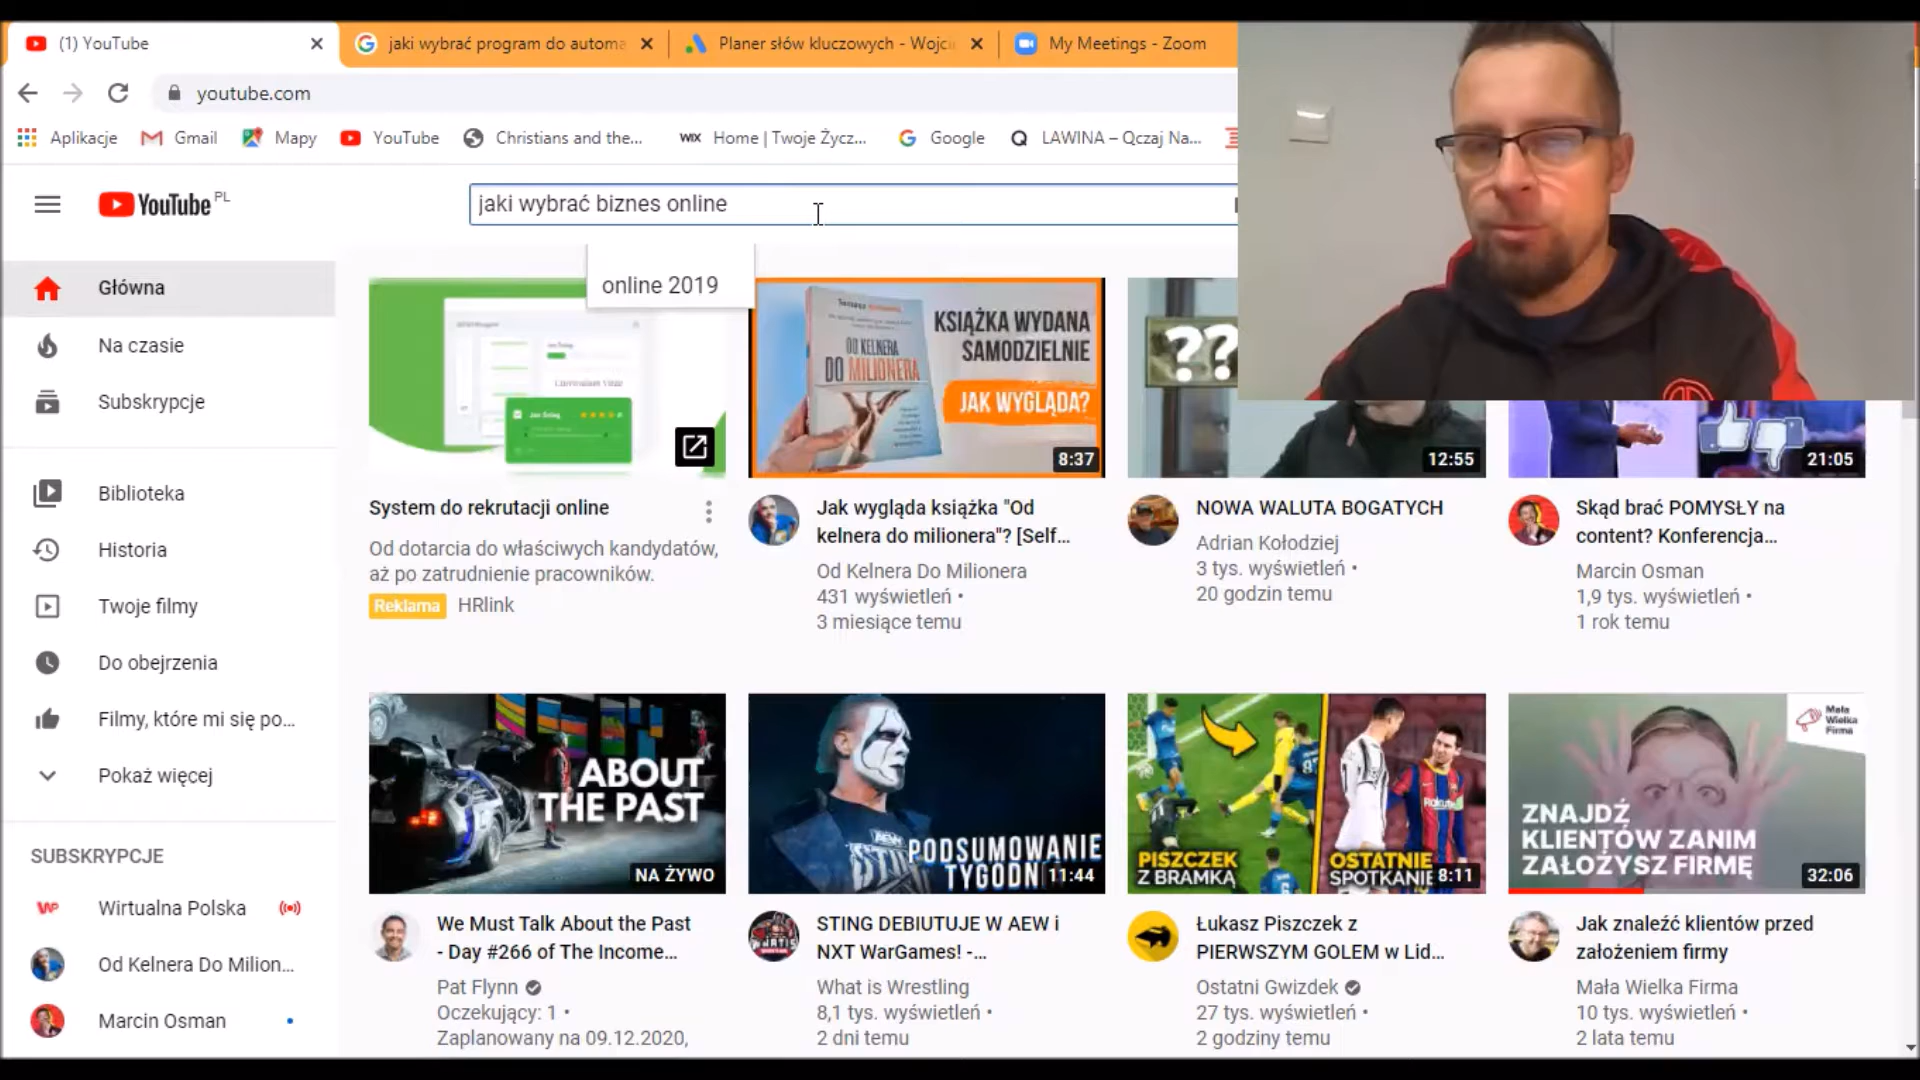 (1) YouTube
jaki wybrać program do automa
Planer słów kluczowych - Wojc
My Meetings - Zoom
youtube.com
Aplikacje
Gmail
Mapy
YouTube
Christians and the...
WIX
Home | Twoje Życz...
Google
LAWINA – Qczaj Na...
YouTube PL
jaki wybrać biznes online
online 2019
Główna
Na czasie
Subskrypcje
Biblioteka
Historia
Twoje filmy
Do obejrzenia
Filmy, które mi się po...
Pokaż więcej
SUBSKRYPCJE
Wirtualna Polska
Od Kelnera Do Milion...
Marcin Osman
Jan Śeląg
Curriculum Vitae
System do rekrutacji online
Od dotarcia do właściwych kandydatów,
aż po zatrudnienie pracowników.
Reklama HRlink
OD KELNERA
DO MILIONERA
KSIĄŻKA WYDANA
SAMODZIELNIE
JAK WYGLĄDA?
8:37
Jak wygląda książka "Od
kelnera do milionera"? [Self...
Od Kelnera Do Milionera
431 wyświetleń •
3 miesiące temu
??
12:55
NOWA WALUTA BOGATYCH
Adrian Kołodziej
3 tys. wyświetleń •
20 godzin temu
21:05
Skąd brać POMYSŁY na
content? Konferencja...
Marcin Osman
1,9 tys. wyświetleń •
1 rok temu
ABOUT
THE PAST
NA ŻYWO
We Must Talk About the Past
- Day #266 of The Income...
Pat Flynn
Oczekujący: 1 •
Zaplanowany na 09.12.2020,
PODSUMOWANIE
TYGODN
11:44
STING DEBIUTUJE W AEW i
NXT WarGames! -...
What is Wrestling
8,1 tys. wyświetleń •
2 dni temu
PISZCZEK
Z BRAMKĄ
OSTATNIE
SPOTKANIE
8:11
Łukasz Piszczek z
PIERWSZYM GOLEM w Lid...
Ostatni Gwizdek
27 tys. wyświetleń •
2 godziny temu
Mała
Wielka
Firma
ZNAJDŹ
KLIENTÓW ZANIM
ZAŁOŻYSZ FIRMĘ
32:06
Jak znaleźć klientów przed
założeniem firmy
Mała Wielka Firma
10 tys. wyświetleń •
2 lata temu